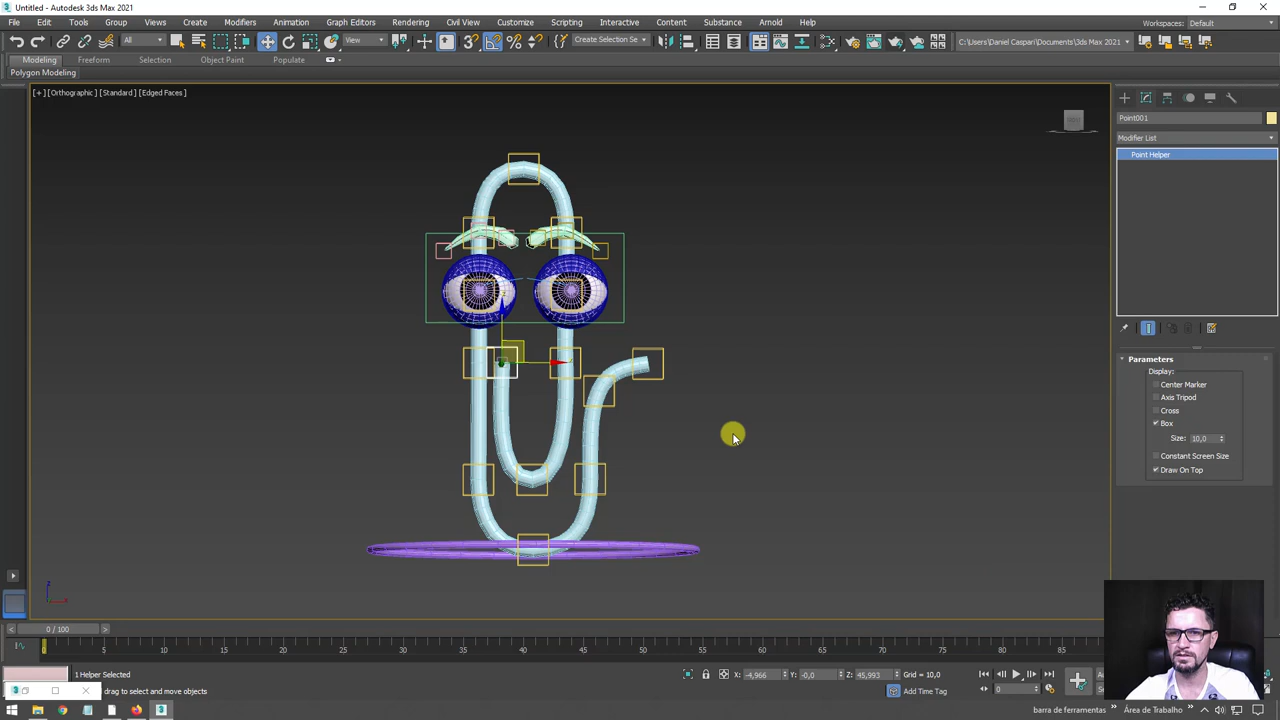 Untitled - Autodesk 3ds Max 2021
File Edit Tools Group Views Create Modifiers Animation Graph Editors Rendering Civil View Customize Scripting Interactive Content Substance Arnold Help
Workspaces: Default
All View Create Selection Se C:\Users\Daniel Caspari\Documents\3ds Max 2021
Modeling Freeform Selection Object Paint Populate
Polygon Modeling
[+] [Orthographic] [Standard] [Edged Faces]
Point001
Modifier List
Point Helper
Parameters
Display:
Center Marker
Axis Tripod
Cross
Box
Size: 10,0
Constant Screen Size
Draw On Top
0 / 100
0 5 10 15 20 25 30 35 40 45 50 55 60 65 70 75 80 85
1 Helper Selected
X: -4,966 Y: -0,0 Z: 45,993 Grid = 10,0
drag to select and move objects
Add Time Tag
0
barra de ferramentas
Área de Trabalho